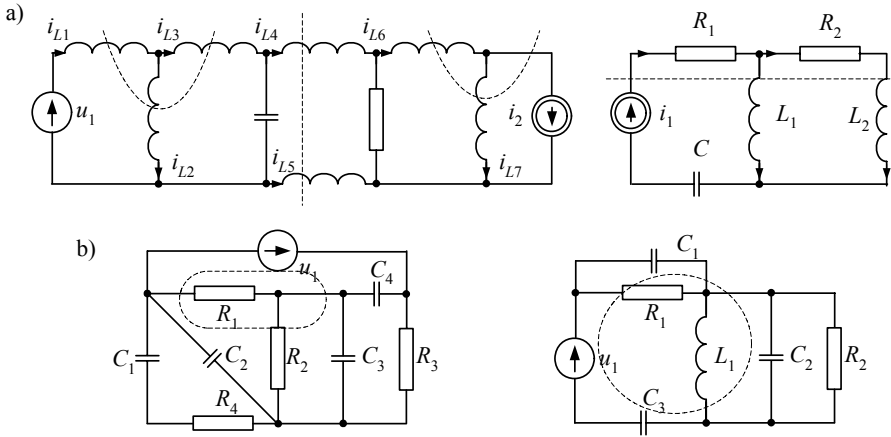 a)
i_L1 i_L3 i_L4 i_L6
u_1
i_2
i_L2 i_L5 i_L7
R_1 R_2
i_1 L_1 L_2
C
b)
u_1
C_4
R_1
C_1 C_2 R_2 C_3 R_3
R_4
C_1
R_1
u_1 L_1 C_2 R_2
C_3